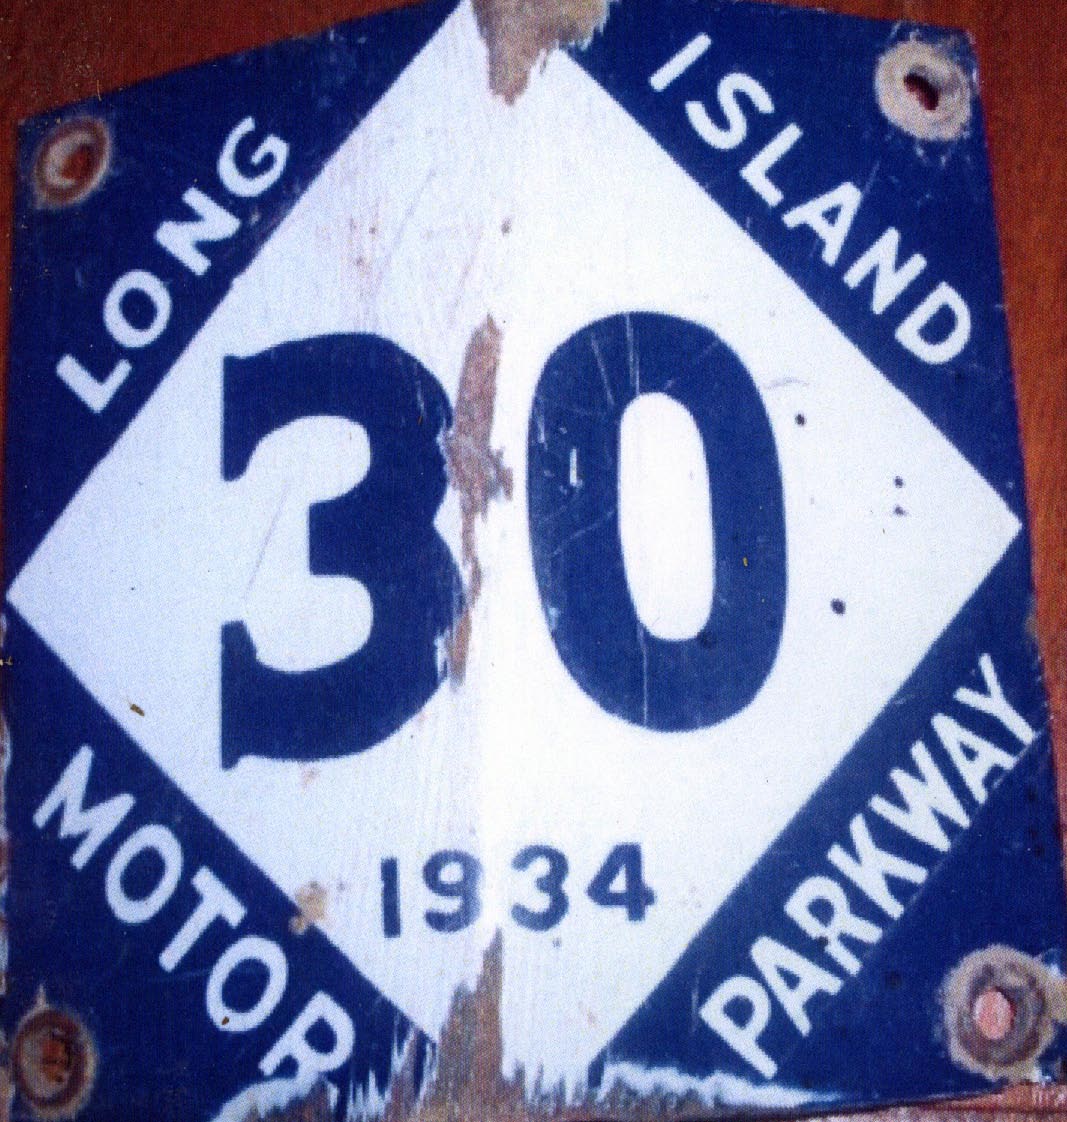 LONG ISLAND
30
1934
MOTOR PARKWAY